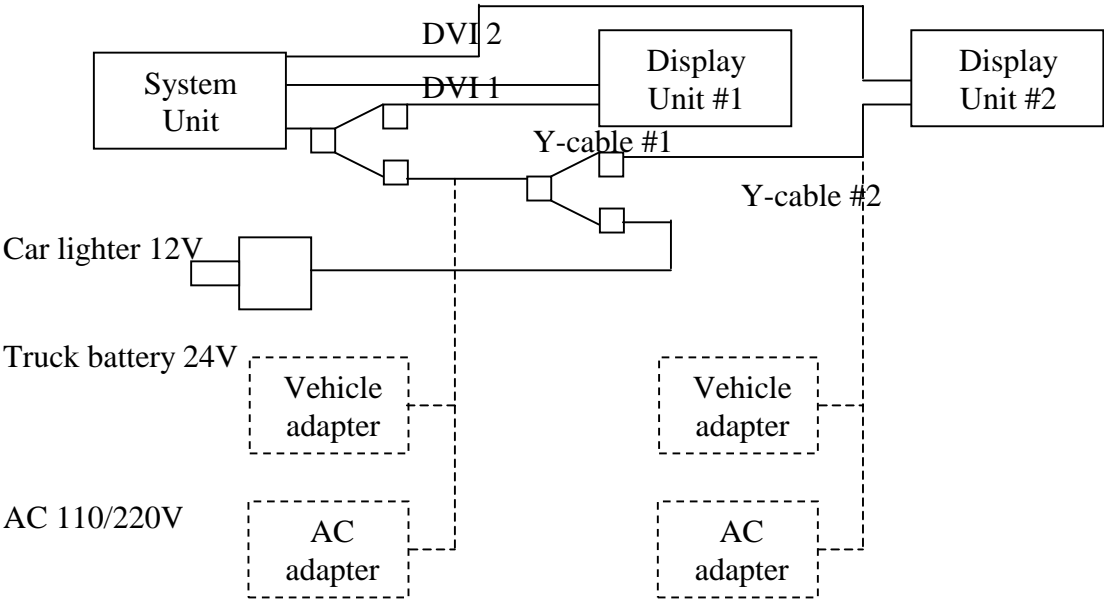 DVI 2
System
Unit
Display
Unit #1
Display
Unit #2
DVI 1
Y-cable #1
Y-cable #2
Car lighter 12V
Truck battery 24V
Vehicle
adapter
Vehicle
adapter
AC 110/220V
AC
adapter
AC
adapter